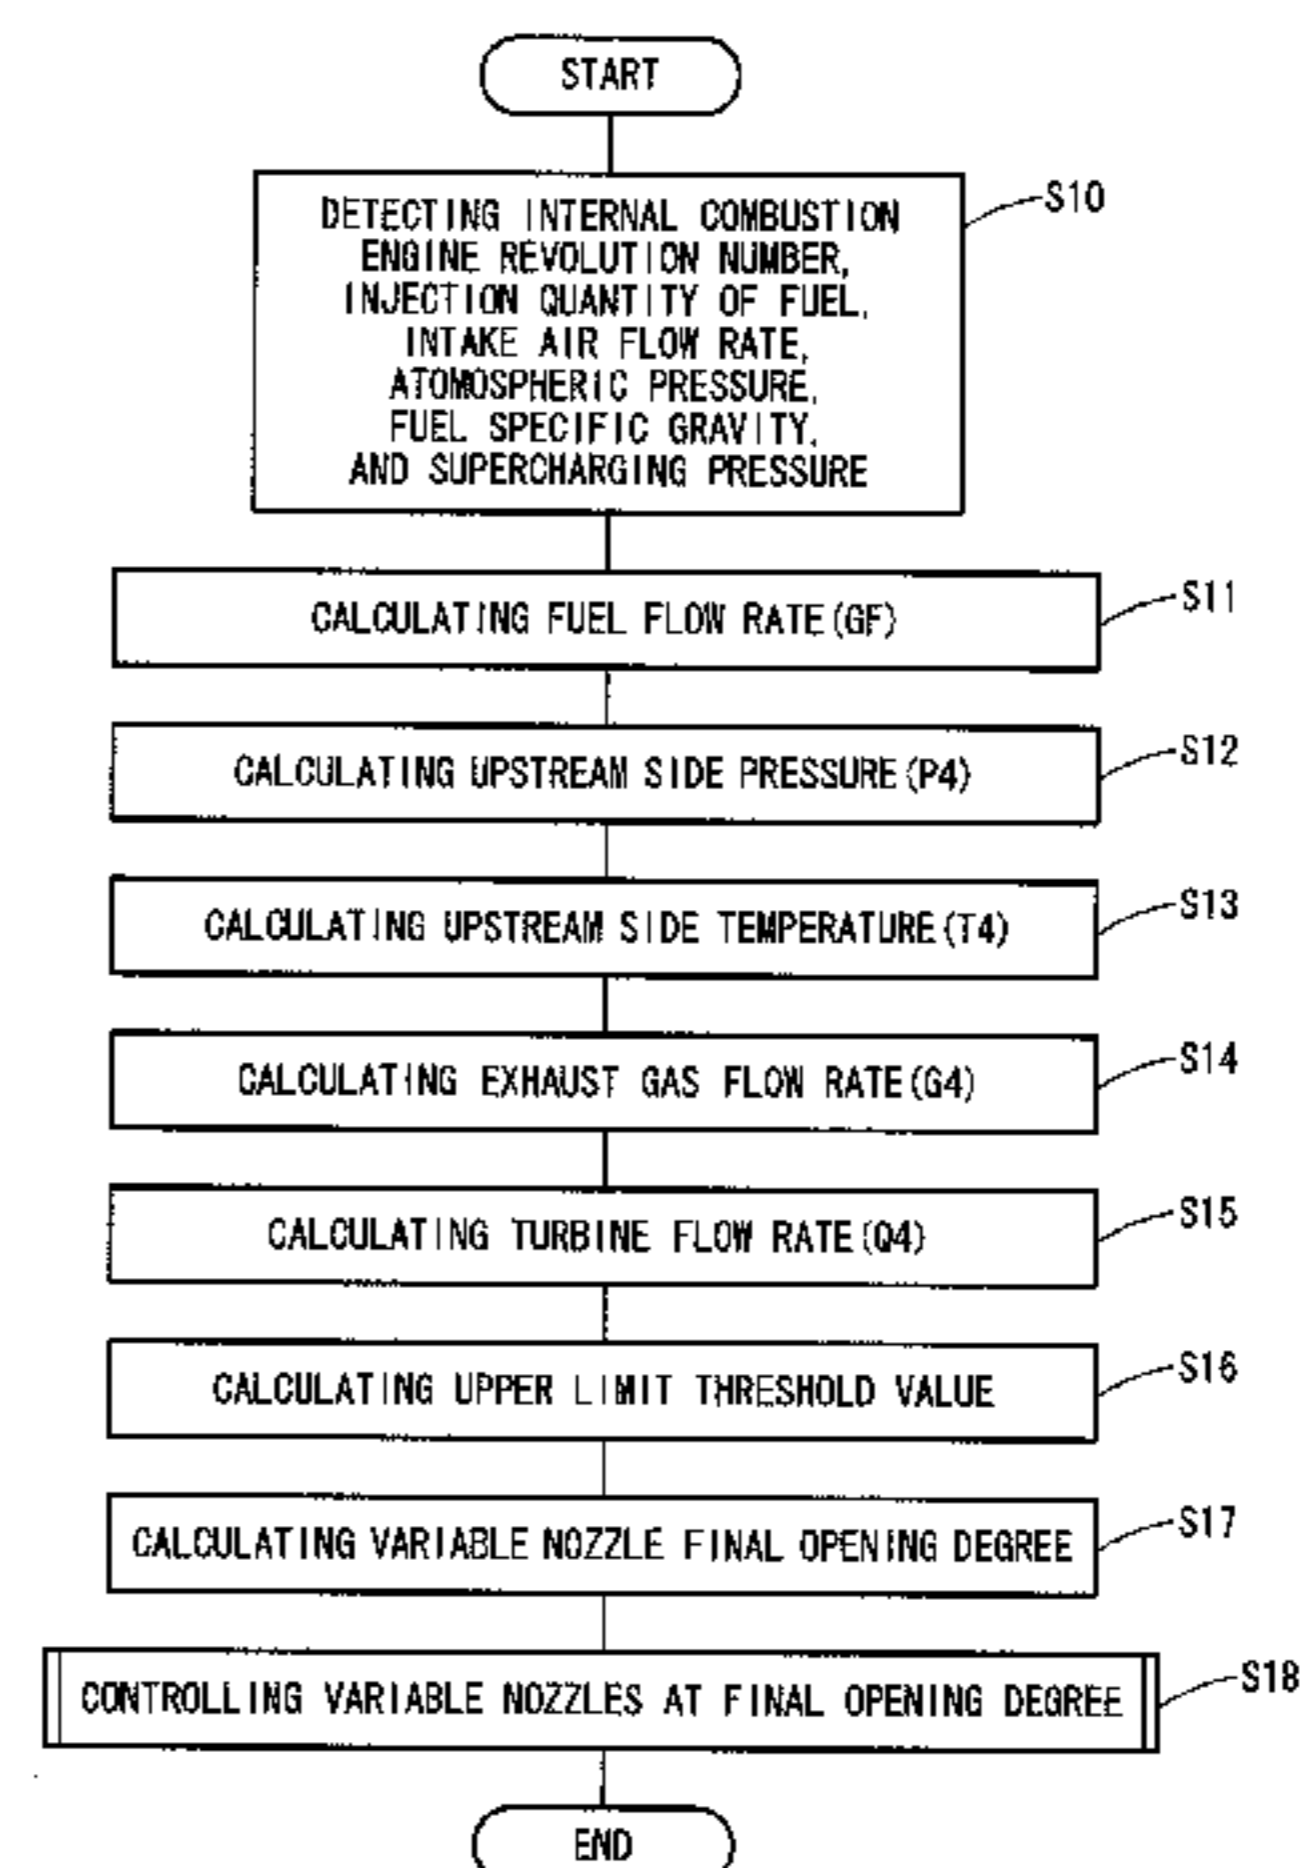 START
S10
DETECTING INTERNAL COMBUSTION
ENGINE REVOLUTION NUMBER,
INJECTION QUANTITY OF FUEL,
INTAKE AIR FLOW RATE,
ATOMOSPHERIC PRESSURE,
FUEL SPECIFIC GRAVITY,
AND SUPERCHARGING PRESSURE
S11
CALCULATING FUEL FLOW RATE(GF)
S12
CALCULATING UPSTREAM SIDE PRESSURE(P4)
S13
CALCULATING UPSTREAM SIDE TEMPERATURE(T4)
S14
CALCULATING EXHAUST GAS FLOW RATE(G4)
S15
CALCULATING TURBINE FLOW RATE(Q4)
S16
CALCULATING UPPER LIMIT THRESHOLD VALUE
S17
CALCULATING VARIABLE NOZZLE FINAL OPENING DEGREE
S18
CONTROLLING VARIABLE NOZZLES AT FINAL OPENING DEGREE
END